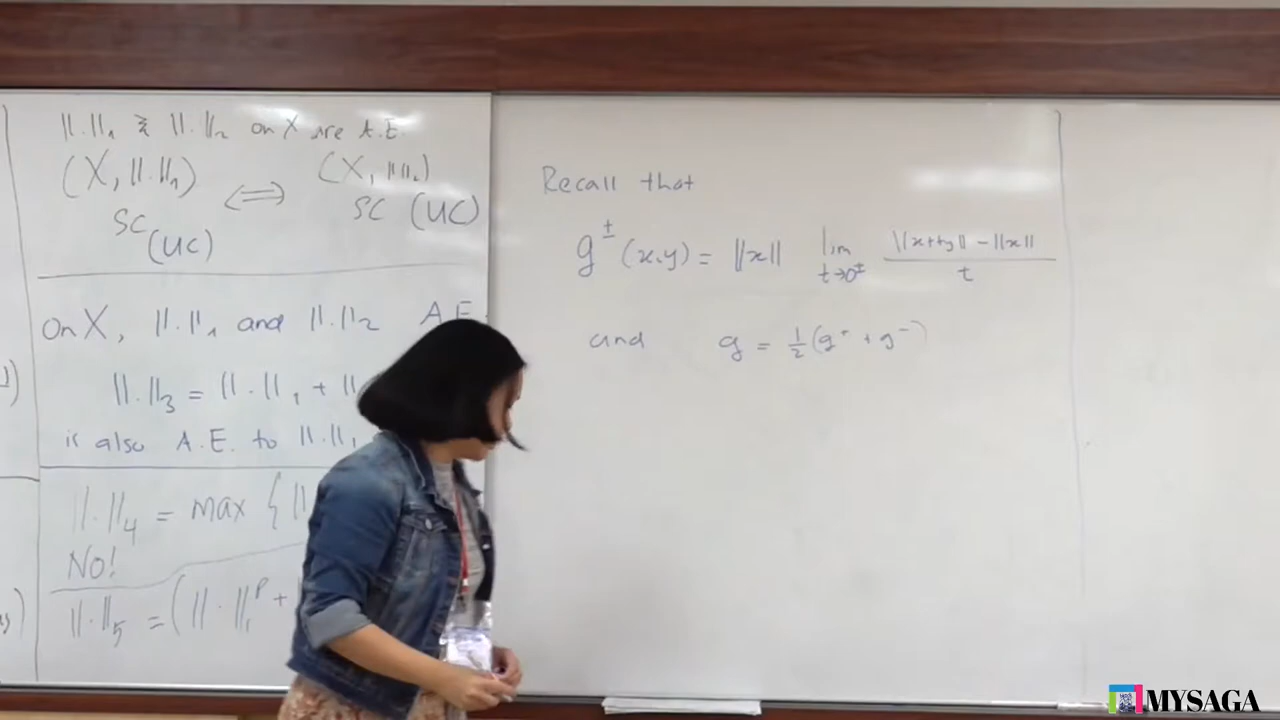 ||.||₁ & ||.||₂ on X are A.E.
(X, ||.||₁) ⟺ (X, ||.||₂)
SC (UC) SC (UC)
on X, ||.||₁ and ||.||₂ A.E.
||.||₃ = ||.||₁ +
is also A.E. to ||.||₁
||.||₄ = max {
NO!
||.||₅ = (||.||₁ᵖ +
Recall that
g^±(x,y) = ||x|| lim_{t→0^±} (||x+ty|| - ||x||)/t
and g = ½(g⁺ + g⁻)
MYSAGA